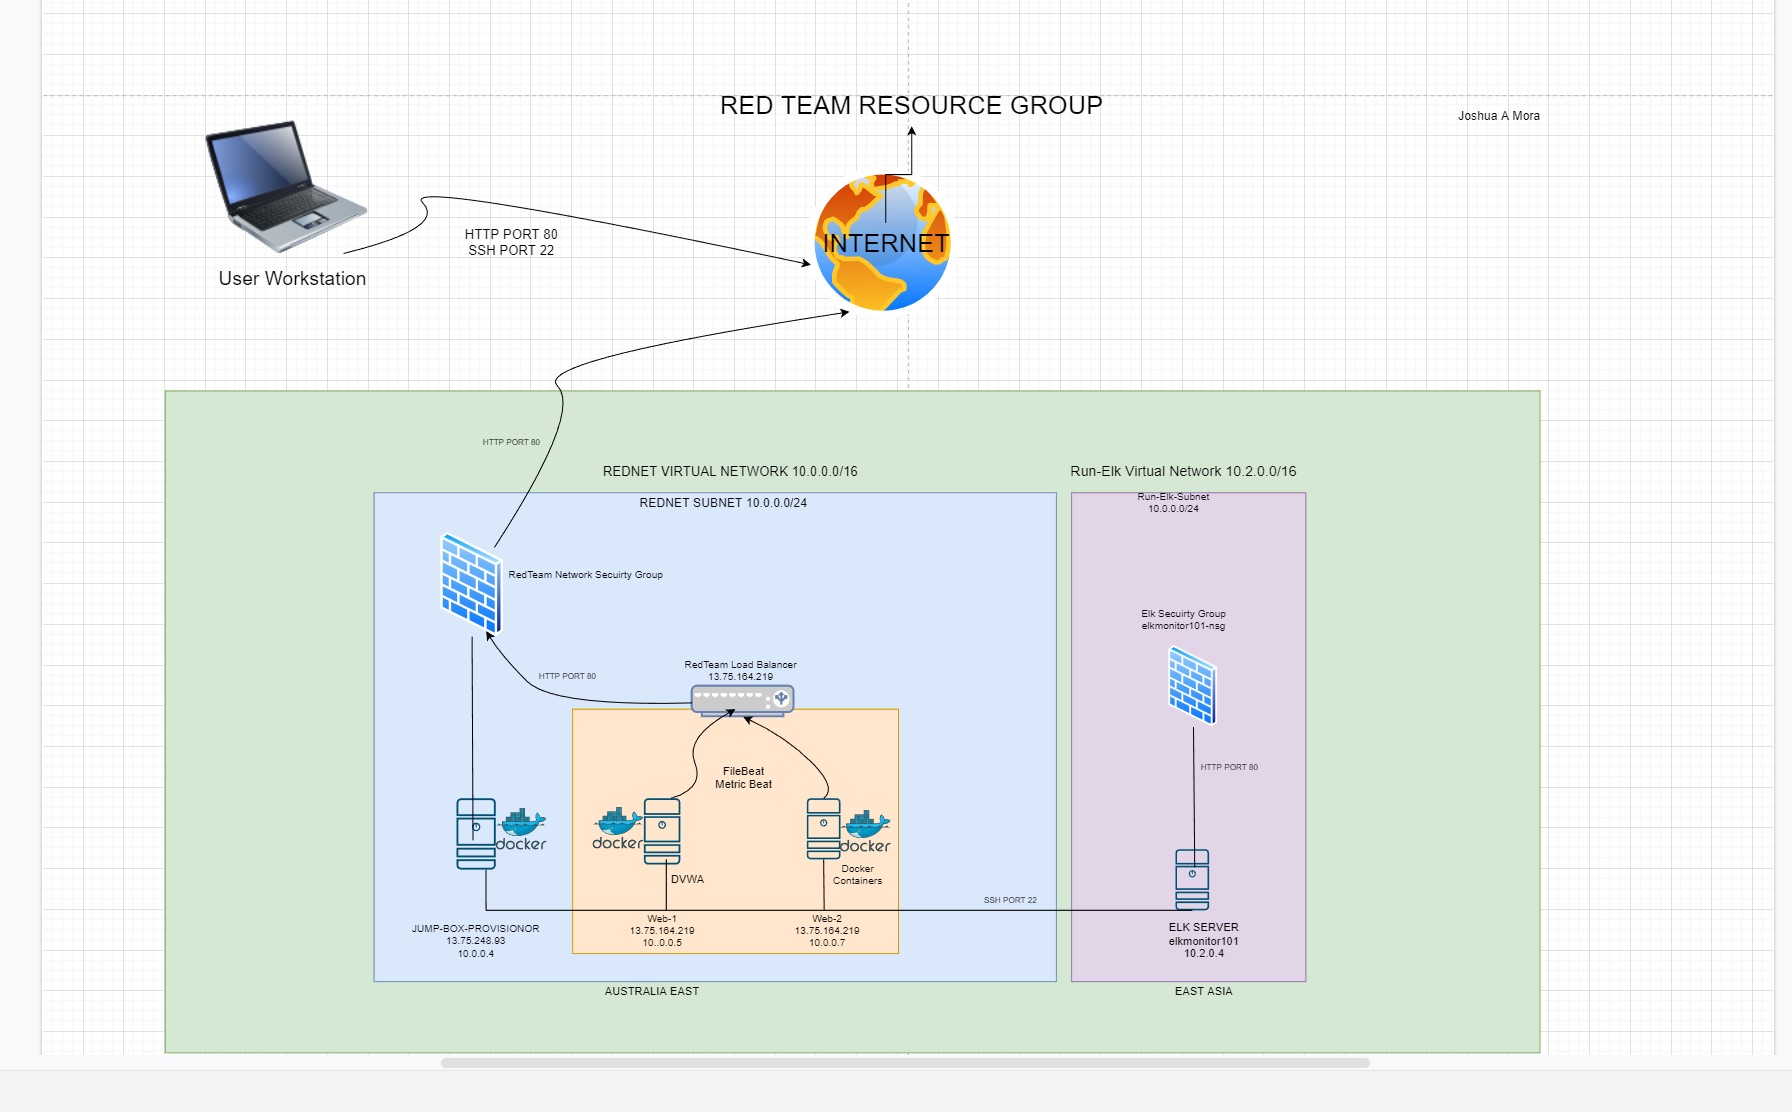 RED TEAM RESOURCE GROUP
Joshua A Mora
HTTP PORT 80
SSH PORT 22
INTERNET
User Workstation
HTTP PORT 80
REDNET VIRTUAL NETWORK 10.0.0.0/16
Run-Elk Virtual Network 10.2.0.0/16
REDNET SUBNET 10.0.0.0/24
Run-Elk-Subnet
10.0.0.0/24
RedTeam Network Secuirty Group
Elk Secuirty Group
elkmonitor101-nsg
RedTeam Load Balancer
13.75.164.219
HTTP PORT 80
FileBeat
Metric Beat
HTTP PORT 80
docker
docker
docker
DVWA
Docker
Containers
SSH PORT 22
JUMP-BOX-PROVISIONOR
13.75.248.93
10.0.0.4
Web-1
13.75.164.219
10..0.0.5
Web-2
13.75.164.219
10.0.0.7
ELK SERVER
elkmonitor101
10.2.0.4
AUSTRALIA EAST
EAST ASIA